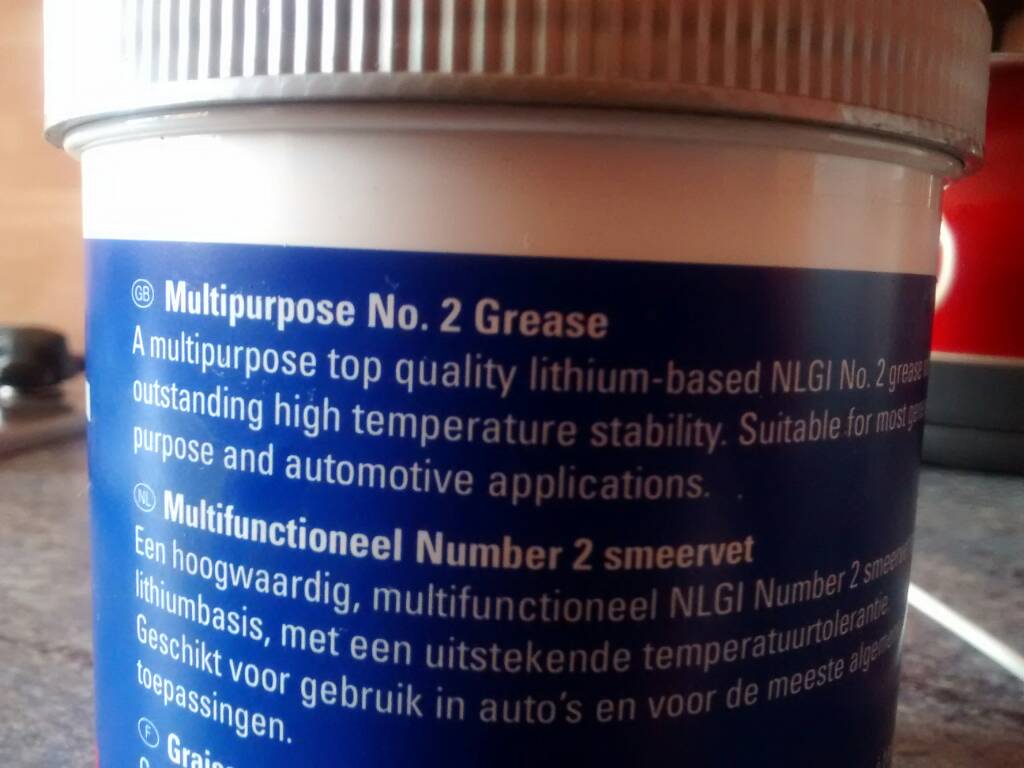 GB Multipurpose No. 2 Grease
A multipurpose top quality lithium-based NLGI No. 2 grease
outstanding high temperature stability. Suitable for most
purpose and automotive applications.
NL Multifunctioneel Number 2 smeervet
Een hoogwaardig, multifunctioneel NLGI Number 2
lithiumbasis, met een uitstekende temperatuurtolerantie.
Geschikt voor gebruik in auto's en voor de meeste
toepassingen.
F